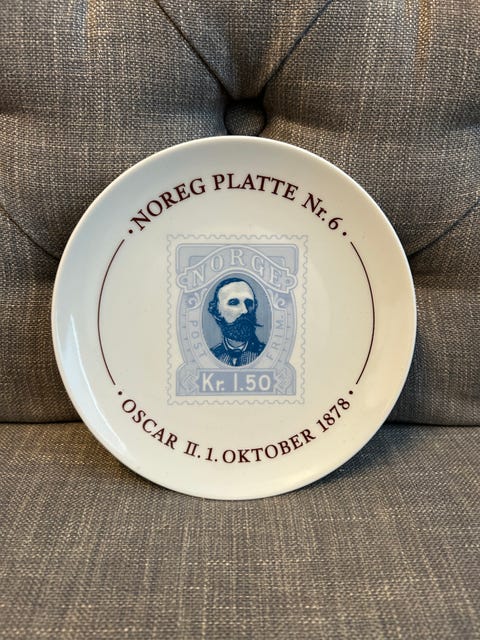 · NOREG PLATTE Nr. 6 ·
NORGE
POST
FRIM.
Kr. 1.50
· OSCAR II. 1. OKTOBER 1878 ·